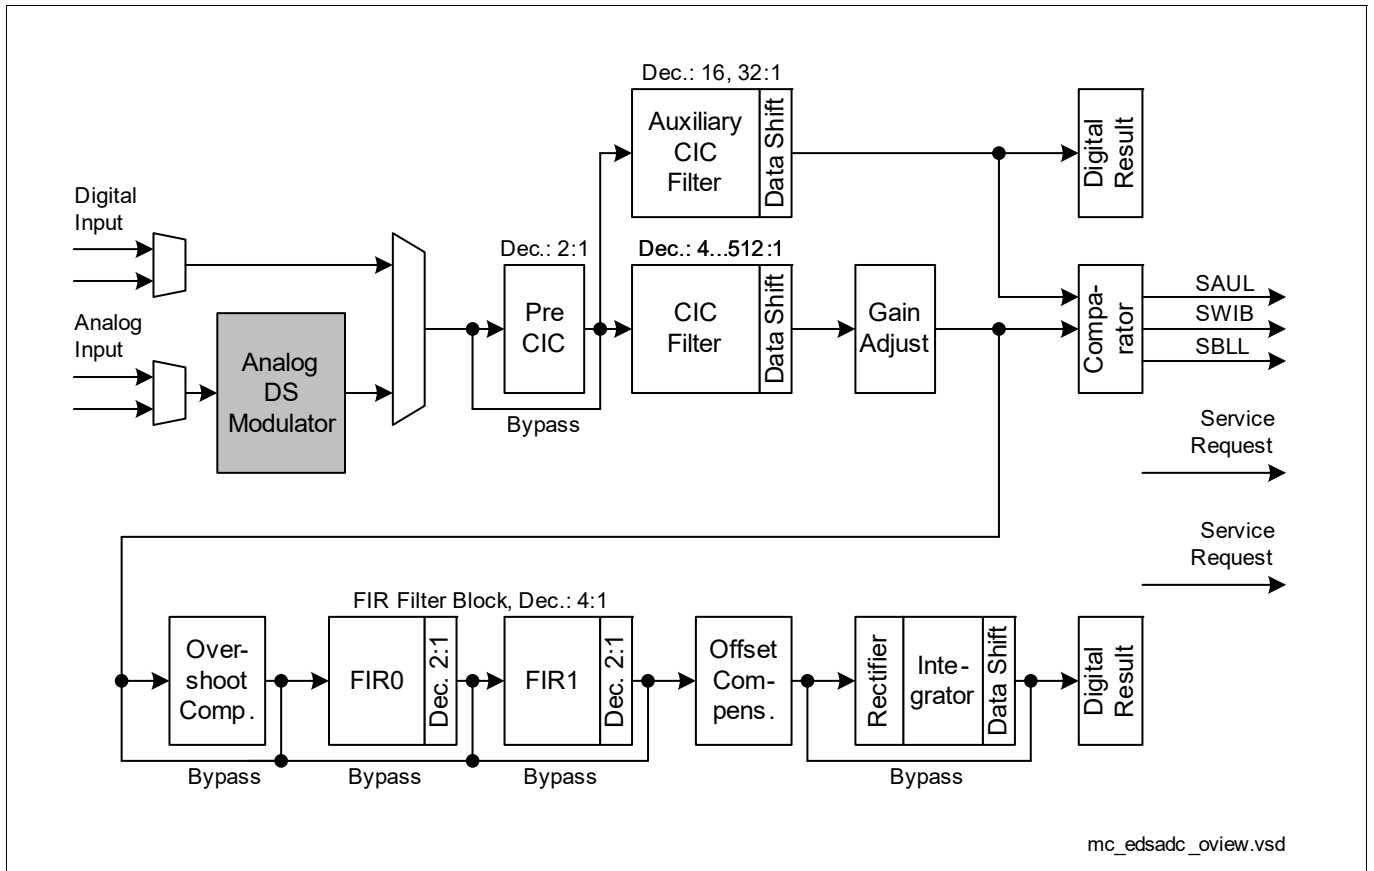 Dec.: 16, 32:1
Auxiliary
CIC
Filter
Data Shift
Digital
Result
Digital
Input
Dec.: 2:1
Pre
CIC
Bypass
Dec.: 4...512:1
CIC
Filter
Data Shift
Gain
Adjust
Compa-
rator
SAUL
SWIB
SBLL
Analog
Input
Analog
DS
Modulator
Service
Request
Service
Request
FIR Filter Block, Dec.: 4:1
Over-
shoot
Comp.
FIR0
Dec. 2:1
FIR1
Dec. 2:1
Offset
Com-
pens.
Rectifier
Inte-
grator
Data Shift
Digital
Result
Bypass
Bypass
Bypass
Bypass
mc_edsadc_oview.vsd